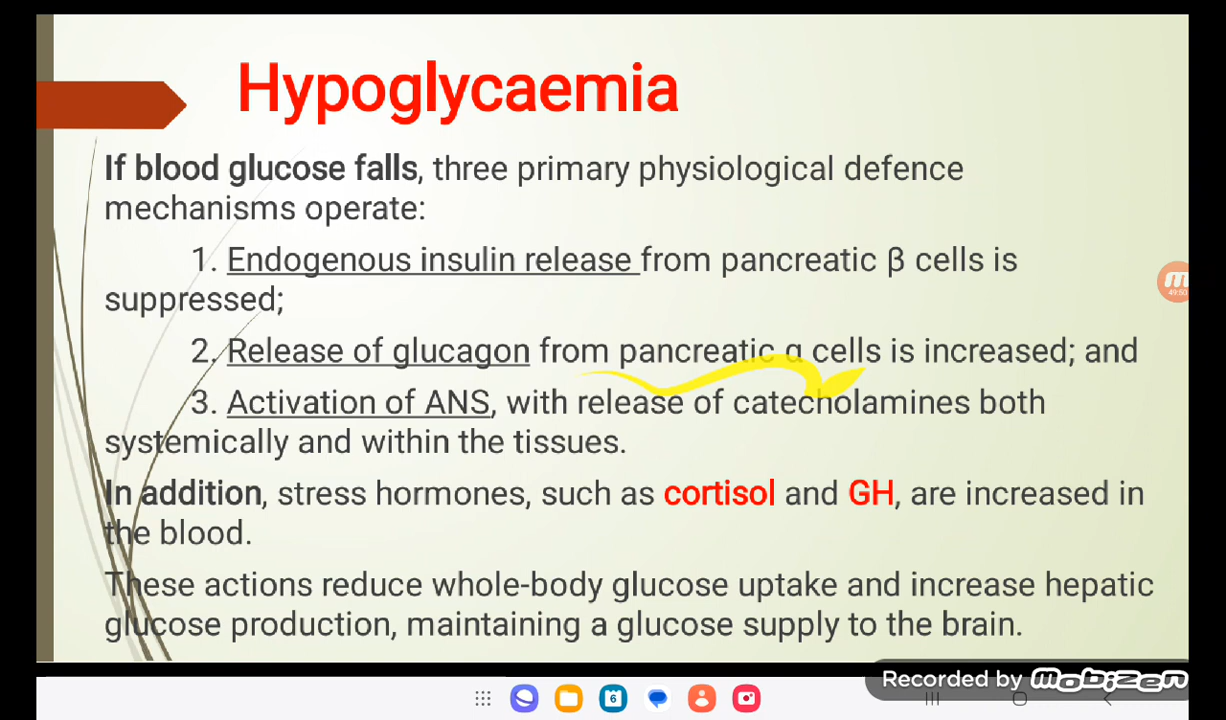 Hypoglycaemia
If blood glucose falls, three primary physiological defence
mechanisms operate:
1. Endogenous insulin release from pancreatic β cells is
suppressed;
2. Release of glucagon from pancreatic α cells is increased; and
3. Activation of ANS, with release of catecholamines both
systemically and within the tissues.
In addition, stress hormones, such as cortisol and GH, are increased in
the blood.
These actions reduce whole-body glucose uptake and increase hepatic
glucose production, maintaining a glucose supply to the brain.
49:50
Recorded by mobizen
6